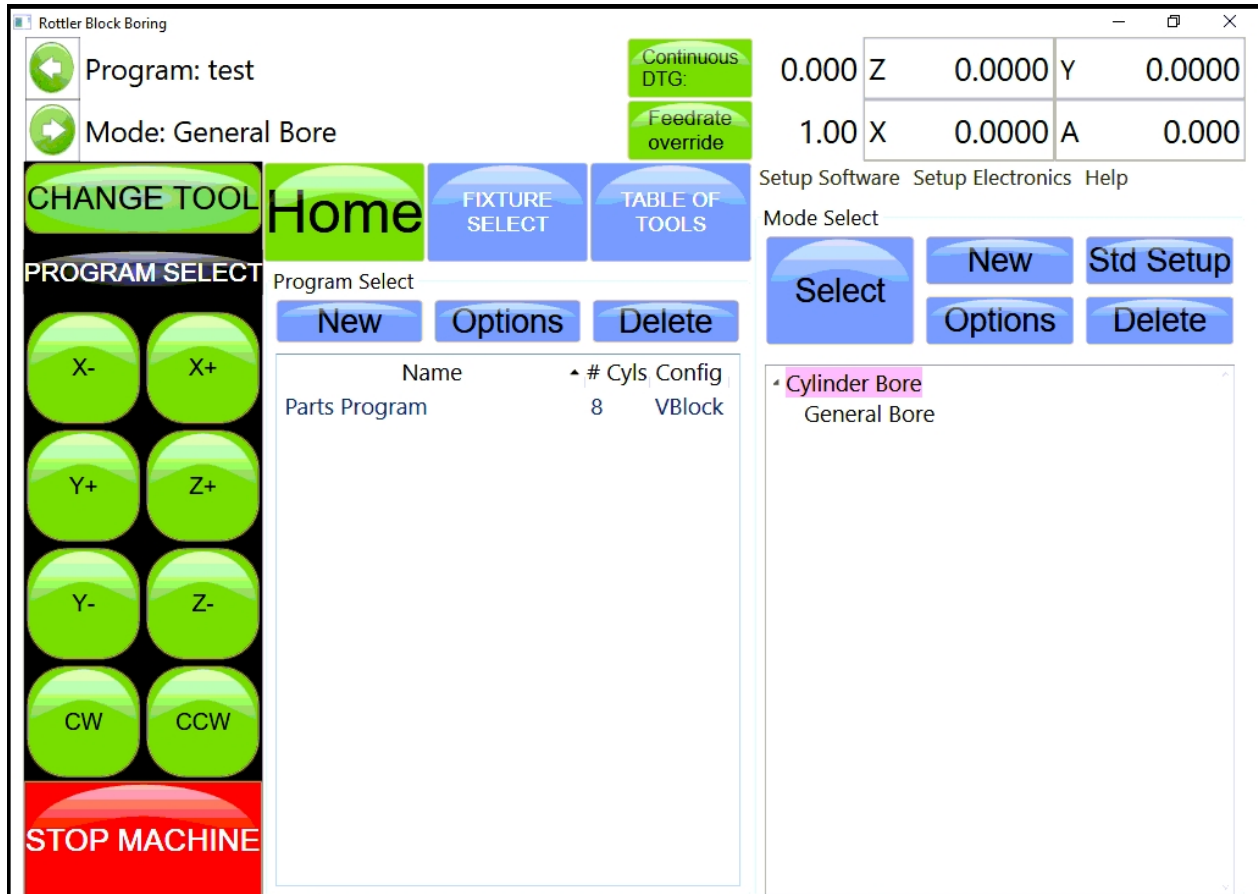 Rottler Block Boring
Program: test
Continuous
DTG:
0.000 Z 0.0000 Y 0.0000
Mode: General Bore
Feedrate
override
1.00 X 0.0000 A 0.000
CHANGE TOOL
Home
FIXTURE
SELECT
TABLE OF
TOOLS
Setup Software Setup Electronics Help
PROGRAM SELECT
Program Select
New Options Delete
Name # Cyls Config
Parts Program 8 VBlock
Mode Select
Select
New
Std Setup
Options
Delete
Cylinder Bore
General Bore
X- X+
Y+ Z+
Y- Z-
CW CCW
STOP MACHINE